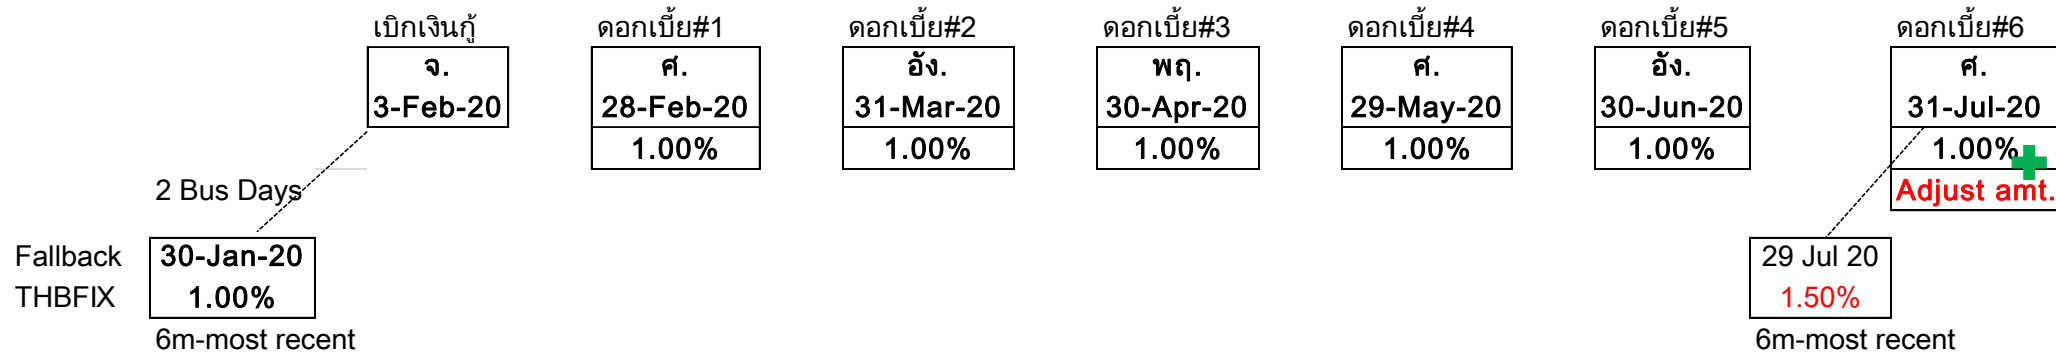 เบิกเงินกู้ ดอกเบี้ย#1 ดอกเบี้ย#2 ดอกเบี้ย#3 ดอกเบี้ย#4 ดอกเบี้ย#5 ดอกเบี้ย#6
จ. ศ. อัง. พฤ. ศ. อัง. ศ.
3-Feb-20 28-Feb-20 31-Mar-20 30-Apr-20 29-May-20 30-Jun-20 31-Jul-20
1.00% 1.00% 1.00% 1.00% 1.00% 1.00%
2 Bus Days Adjust amt.
Fallback 30-Jan-20 29 Jul 20
THBFIX 1.00% 1.50%
6m-most recent 6m-most recent